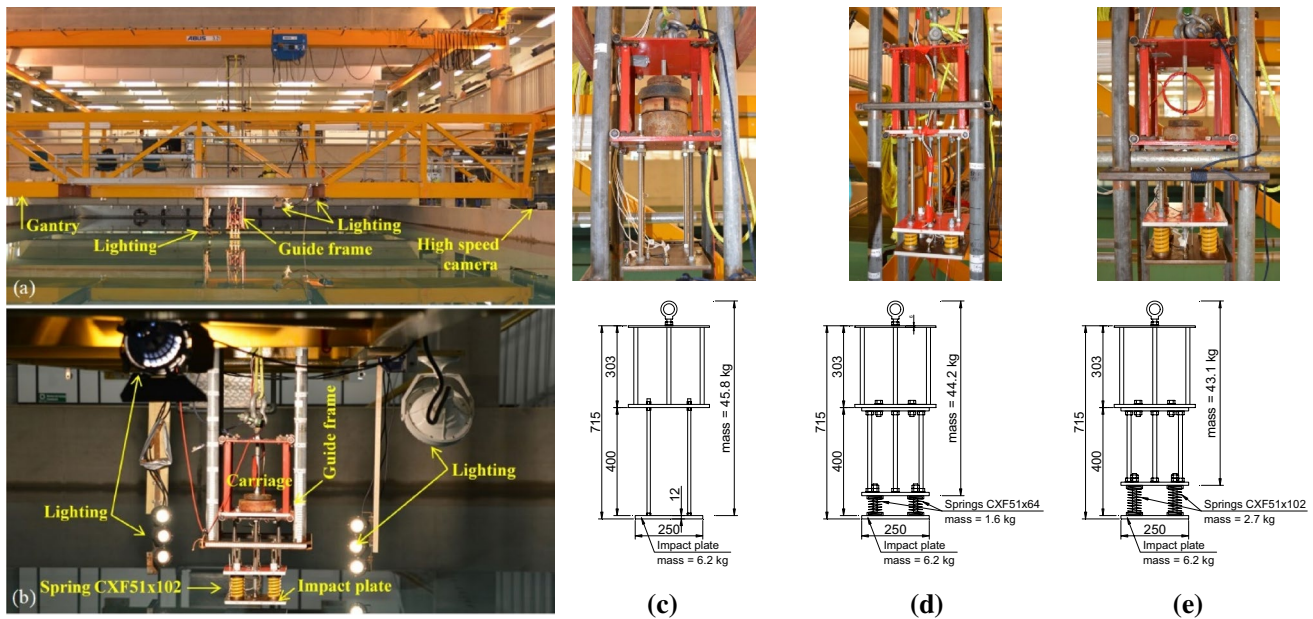 ABUS
Gantry
Lighting
Lighting
Guide frame
High speed
camera
(a)
Lighting
Carriage
Guide frame
Lighting
Spring CXF51x102
Impact plate
(b)
715
303
400
12
250
mass = 45.8 kg
Impact plate
mass = 6.2 kg
(c)
715
303
400
250
mass = 44.2 kg
Springs CXF51x64
mass = 1.6 kg
Impact plate
mass = 6.2 kg
(d)
715
303
400
250
mass = 43.1 kg
Springs CXF51x102
mass = 2.7 kg
Impact plate
mass = 6.2 kg
(e)